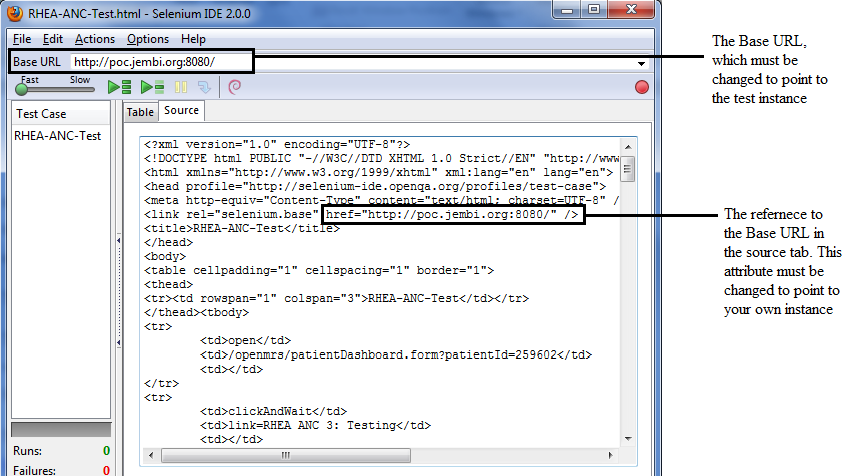 RHEA-ANC-Test.html - Selenium IDE 2.0.0
File Edit Actions Options Help
Base URL http://poc.jembi.org:8080/
Fast Slow
Test Case
RHEA-ANC-Test
Table Source
<?xml version="1.0" encoding="UTF-8"?>
<!DOCTYPE html PUBLIC "-//W3C//DTD XHTML 1.0 Strict//EN" "http://www
<html xmlns="http://www.w3.org/1999/xhtml" xml:lang="en" lang="en">
<head profile="http://selenium-ide.openqa.org/profiles/test-case">
<meta http-equiv="Content-Type" content="text/html; charset=UTF-8" /
<link rel="selenium.base" href="http://poc.jembi.org:8080/" />
<title>RHEA-ANC-Test</title>
</head>
<body>
<table cellpadding="1" cellspacing="1" border="1">
<thead>
<tr><td rowspan="1" colspan="3">RHEA-ANC-Test</td></tr>
</thead><tbody>
<tr>
<td>open</td>
<td>/openmrs/patientDashboard.form?patientId=259602</td>
<td></td>
</tr>
<tr>
<td>clickAndWait</td>
<td>link=RHEA ANC 3: Testing</td>
<td></td>
Runs: 0
Failures: 0
The Base URL,
which must be
changed to point to
the test instance
The refernece to
the Base URL in
the source tab. This
attribute must be
changed to point to
your own instance